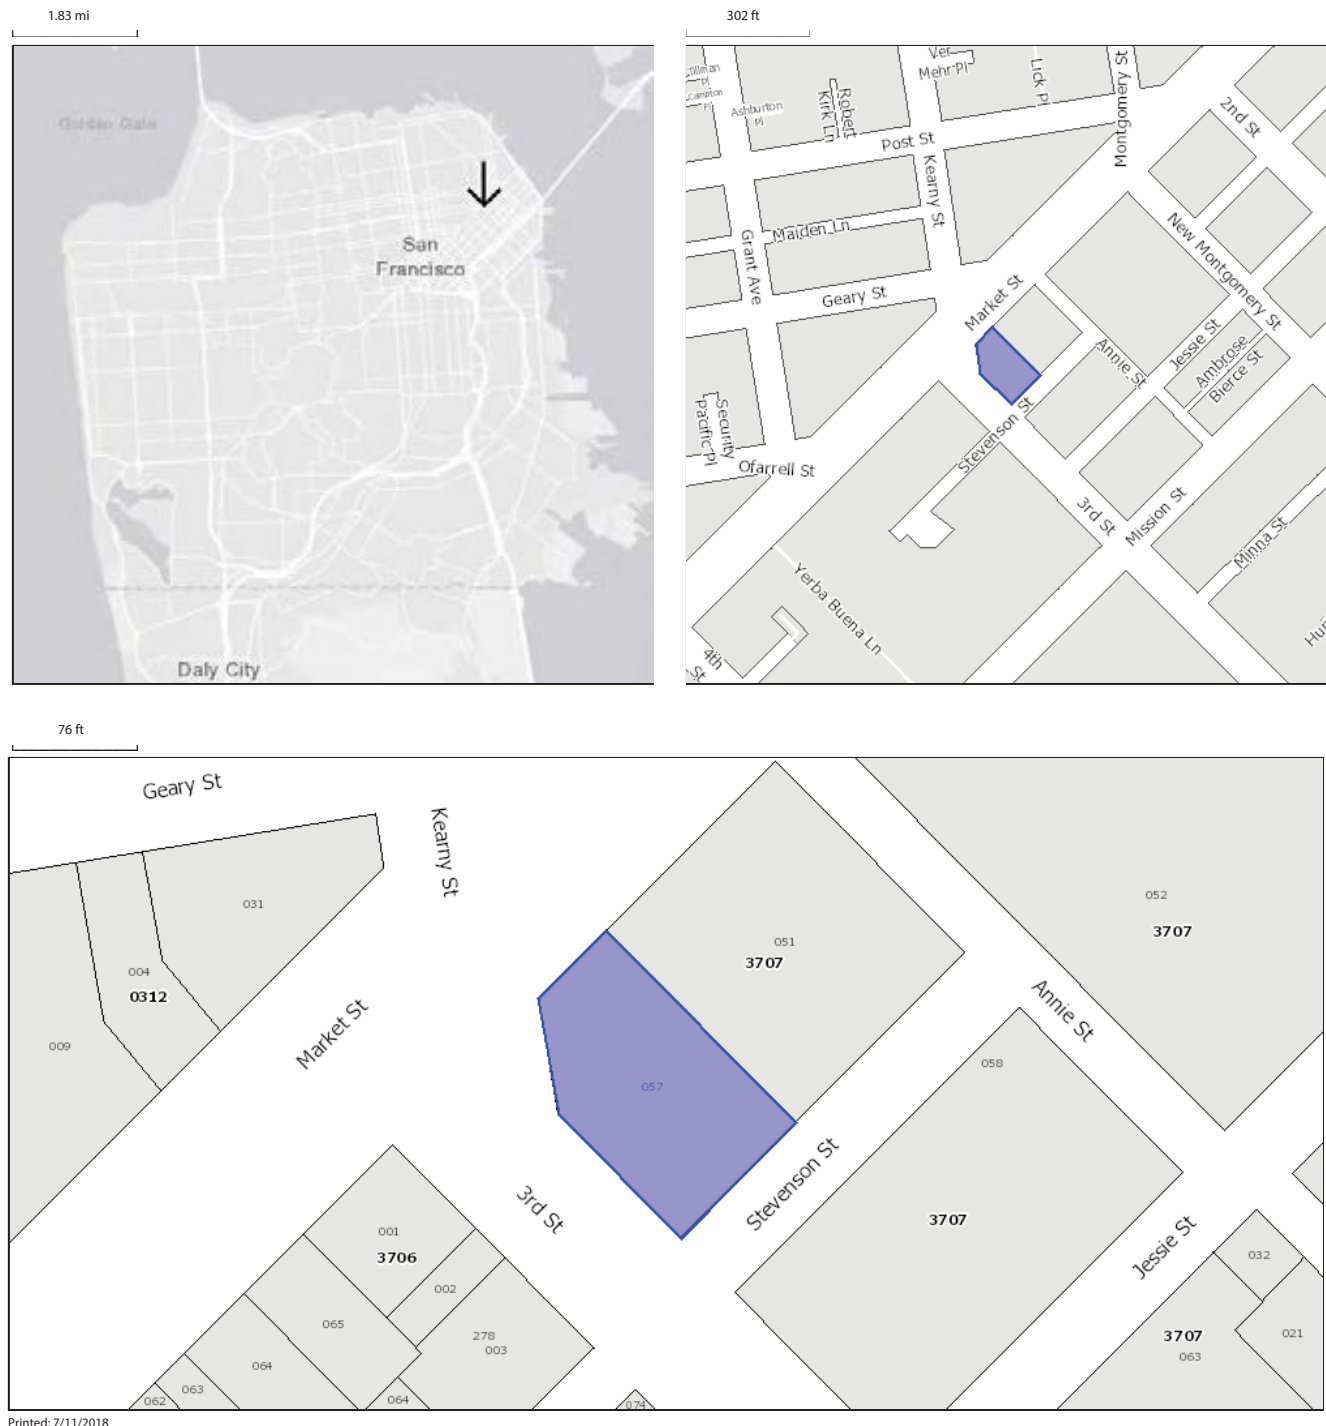 1.83 mi
302 ft
Golden Gate
San
Francisco
Daly City
Tillman
Pl
Campton
Pl
Ashburton
Pl
Robert
Kirk Ln
Ver
Mehr Pl
Lick Pl
Montgomery St
2nd St
Post St
Kearny St
Maiden Ln
Grant Ave
Geary St
New Montgomery St
Market St
Annie St
Jessie St
Ambrose
Bierce St
Security
Pacific Pl
Ofarrell St
Stevenson St
3rd St
Mission St
Minna St
Yerba Buena Ln
4th
St
76 ft
Geary St
Kearny St
031
052
3707
051
3707
004
0312
009
Market St
Annie St
058
057
3rd St
Stevenson St
3707
Jessie St
001
3706
002
032
065
278
003
3707
063
021
064
063
062
064
074
Printed: 7/11/2018